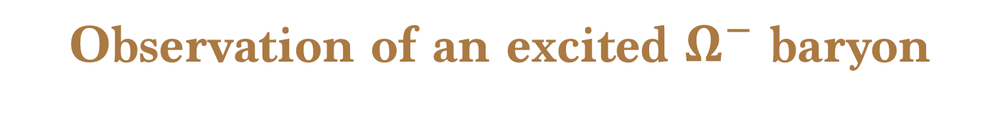 Observation of an excited Ω⁻ baryon